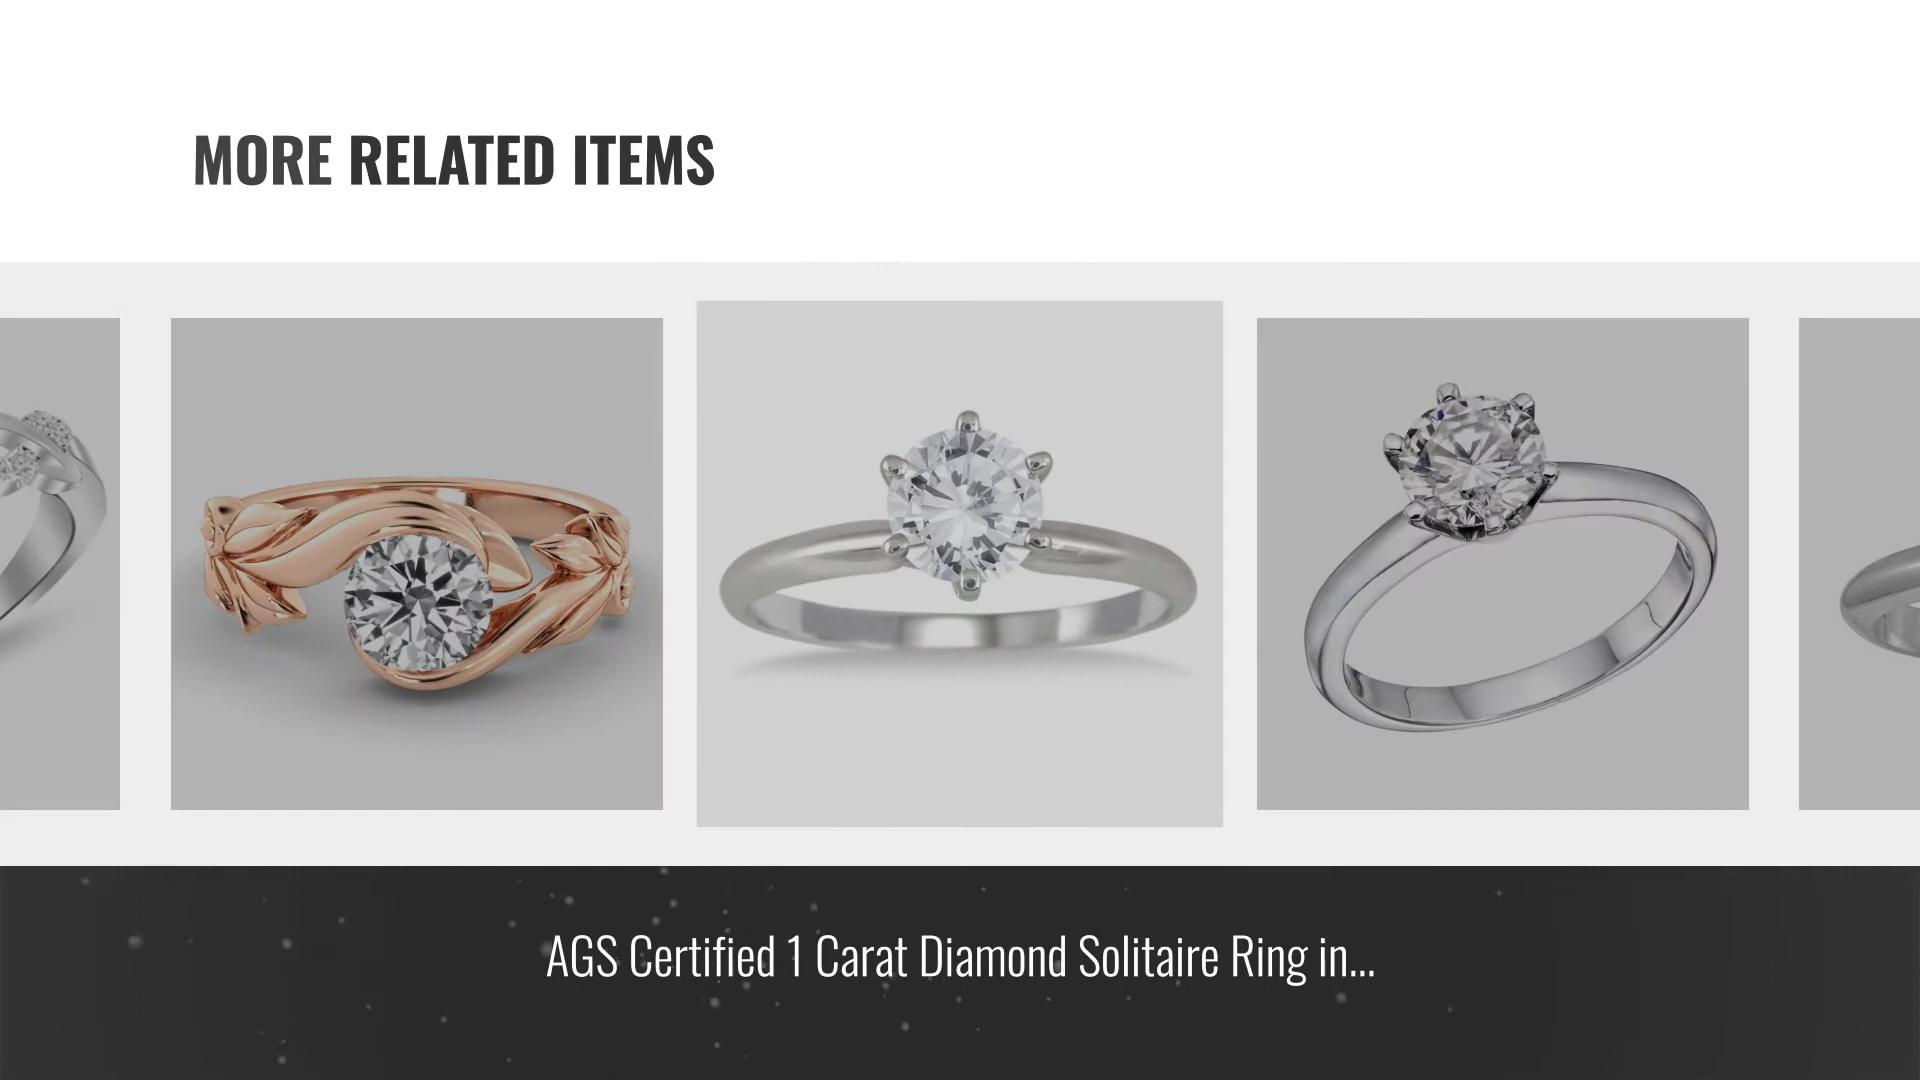 MORE RELATED ITEMS
AGS Certified 1 Carat Diamond Solitaire Ring in...